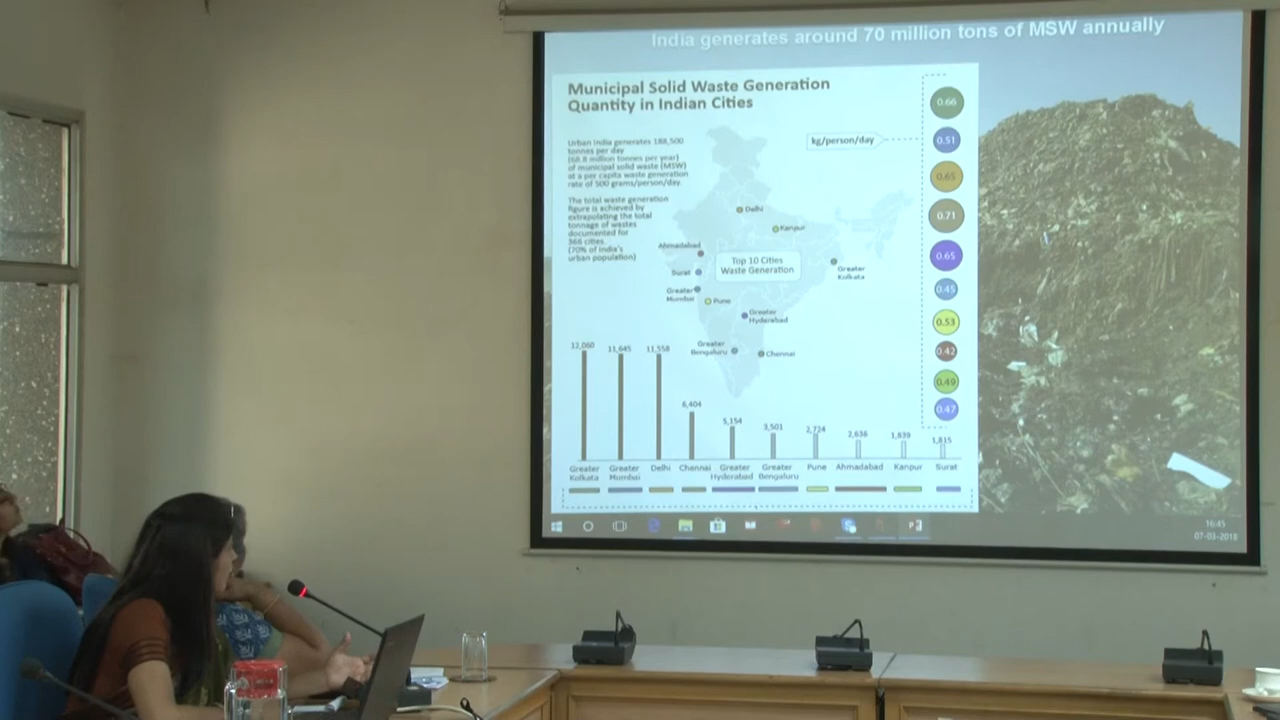 India generates around 70 million tons of MSW annually
Municipal Solid Waste Generation
Quantity in Indian Cities
Urban India generates 188,500
tonnes per day
(68.8 million tonnes per year)
of municipal solid waste (MSW)
at a per capita waste generation
rate of 500 grams/person/day.
The total waste generation
figure is achieved by
extrapolating the total
tonnage of wastes
documented for
366 cities.
(70% of India's
urban population)
kg/person/day
0.66
0.51
0.65
0.71
0.65
0.45
0.53
0.42
0.49
0.47
Delhi
Kanpur
Ahmadabad
Surat
Greater
Mumbai
Pune
Top 10 Cities
Waste Generation
Greater
Kolkata
Greater
Hyderabad
Greater
Bengaluru
Chennai
12,060
11,645
11,558
6,404
5,154
3,501
2,724
2,636
1,839
1,815
Greater
Kolkata
Greater
Mumbai
Delhi
Chennai
Greater
Hyderabad
Greater
Bengaluru
Pune
Ahmadabad
Kanpur
Surat
16:45
07-03-2018